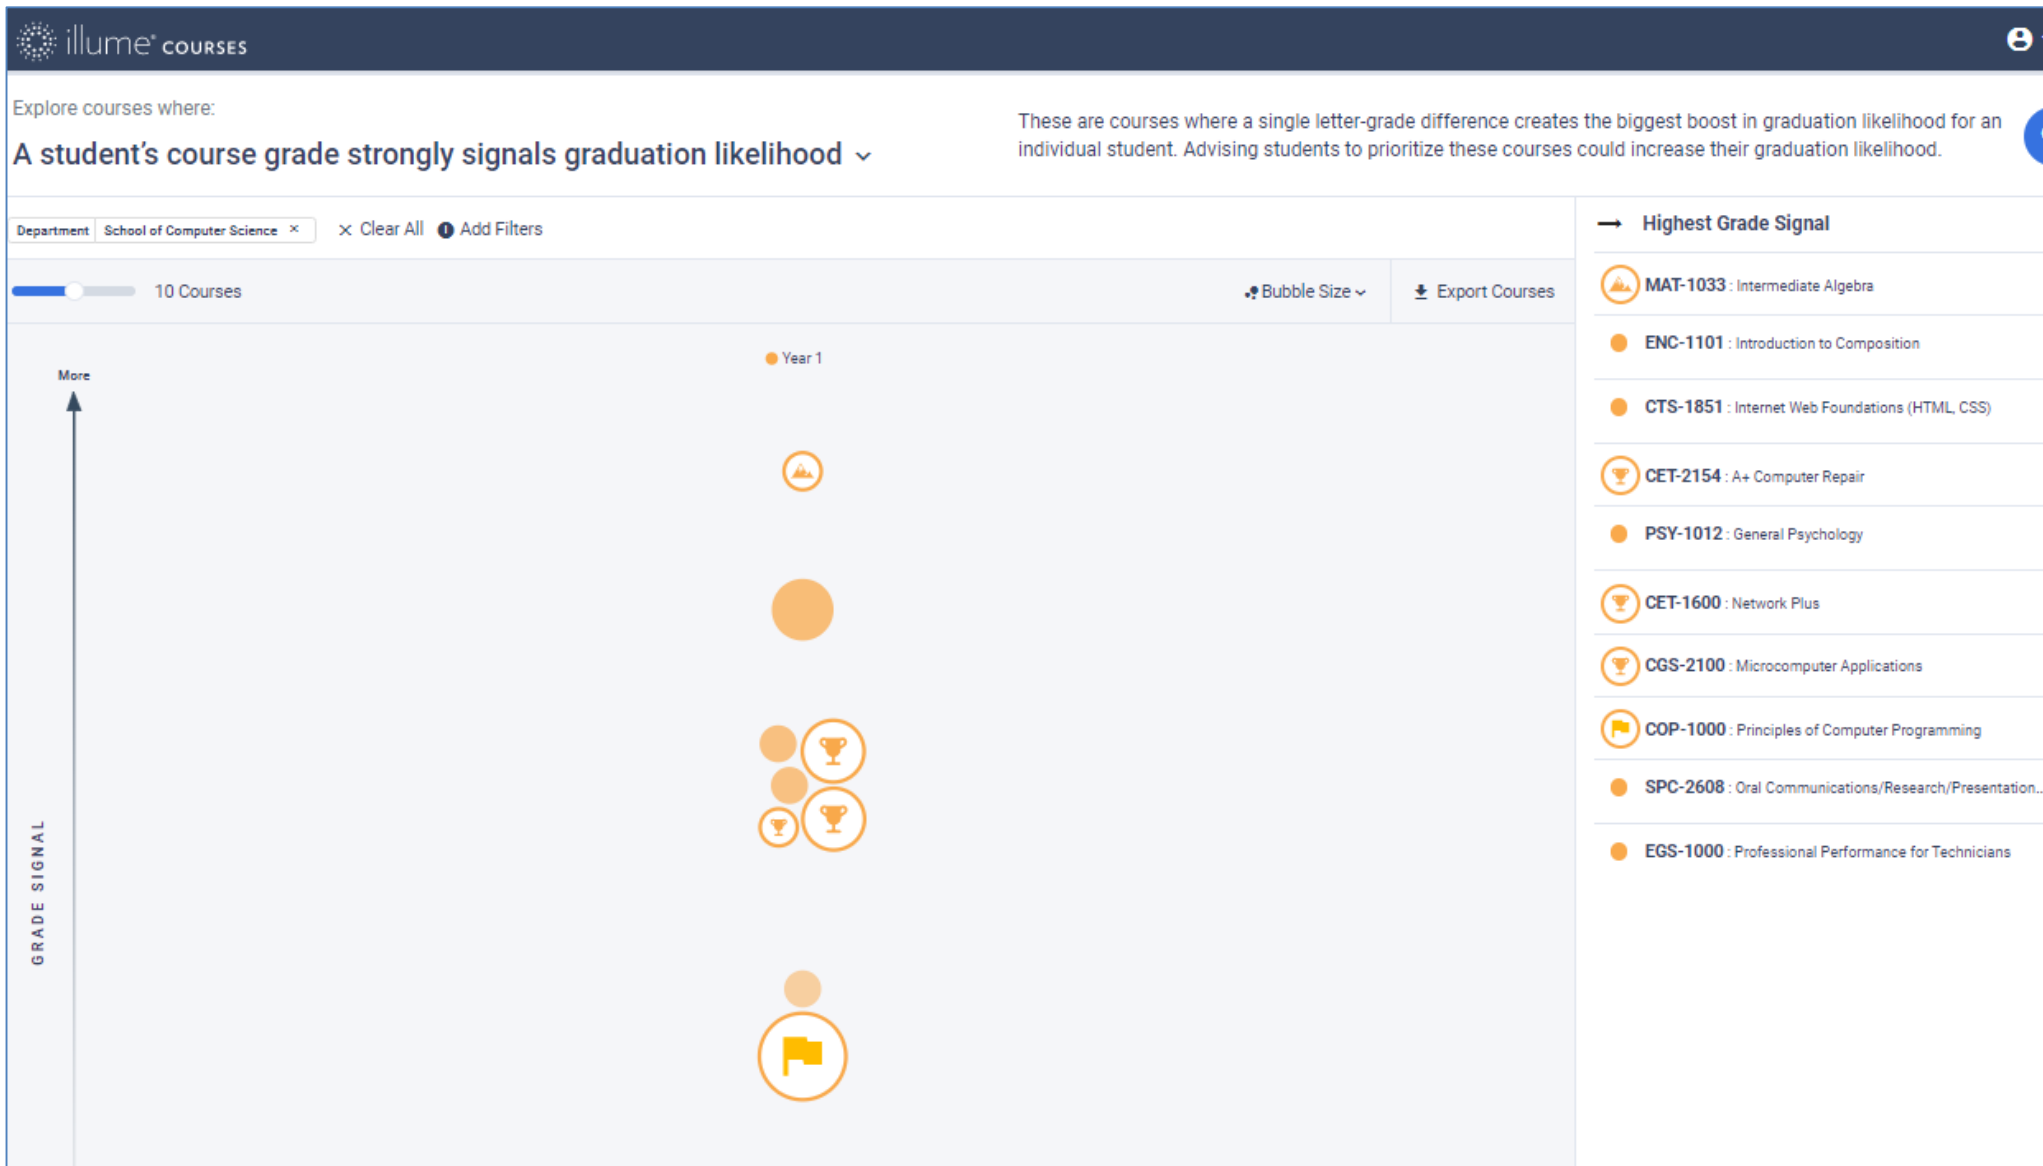 illume® COURSES
Explore courses where:
A student's course grade strongly signals graduation likelihood
These are courses where a single letter-grade difference creates the biggest boost in graduation likelihood for an
individual student. Advising students to prioritize these courses could increase their graduation likelihood.
Department School of Computer Science × × Clear All Add Filters
10 Courses
Bubble Size
Export Courses
Year 1
More
GRADE SIGNAL
→ Highest Grade Signal
MAT-1033 : Intermediate Algebra
ENC-1101 : Introduction to Composition
CTS-1851 : Internet Web Foundations (HTML, CSS)
CET-2154 : A+ Computer Repair
PSY-1012 : General Psychology
CET-1600 : Network Plus
CGS-2100 : Microcomputer Applications
COP-1000 : Principles of Computer Programming
SPC-2608 : Oral Communications/Research/Presentation..
EGS-1000 : Professional Performance for Technicians